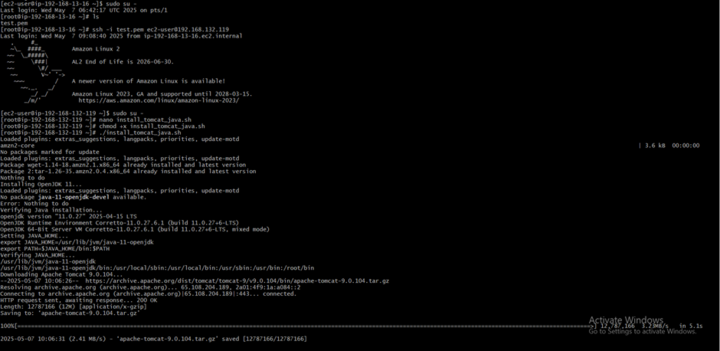 [ec2-user@ip-192-168-13-16 ~]$ sudo su -
Last login: Wed May  7 06:42:17 UTC 2025 on pts/1
[root@ip-192-168-13-16 ~]# ls
test.pem
[root@ip-192-168-13-16 ~]# ssh -i test.pem ec2-user@192.168.132.119
Last login: Wed May  7 09:08:40 2025 from ip-192-168-13-16.ec2.internal
   ,     #_
   ~\_  ####_        Amazon Linux 2
  ~~  \_#####\
  ~~     \###|       AL2 End of Life is 2026-06-30.
  ~~       \#/ ___
   ~~       V~' '->
    ~~~         /    A newer version of Amazon Linux is available!
      ~~._.   _/
         _/ _/       Amazon Linux 2023, GA and supported until 2028-03-15.
       _/m/'           https://aws.amazon.com/linux/amazon-linux-2023/
[ec2-user@ip-192-168-132-119 ~]$ sudo su -
[root@ip-192-168-132-119 ~]# nano install_tomcat_java.sh
[root@ip-192-168-132-119 ~]# chmod +x install_tomcat_java.sh
[root@ip-192-168-132-119 ~]# ./install_tomcat_java.sh
Loaded plugins: extras_suggestions, langpacks, priorities, update-motd
amzn2-core | 3.6 kB  00:00:00
No packages marked for update
Loaded plugins: extras_suggestions, langpacks, priorities, update-motd
Package wget-1.14-18.amzn2.1.x86_64 already installed and latest version
Package 2:tar-1.26-35.amzn2.0.4.x86_64 already installed and latest version
Nothing to do
Installing OpenJDK 11...
Loaded plugins: extras_suggestions, langpacks, priorities, update-motd
No package java-11-openjdk-devel available.
Error: Nothing to do
Verifying Java installation...
openjdk version "11.0.27" 2025-04-15 LTS
OpenJDK Runtime Environment Corretto-11.0.27.6.1 (build 11.0.27+6-LTS)
OpenJDK 64-Bit Server VM Corretto-11.0.27.6.1 (build 11.0.27+6-LTS, mixed mode)
Setting JAVA_HOME...
export JAVA_HOME=/usr/lib/jvm/java-11-openjdk
export PATH=$JAVA_HOME/bin:$PATH
Verifying JAVA_HOME...
/usr/lib/jvm/java-11-openjdk
/usr/lib/jvm/java-11-openjdk/bin:/usr/local/sbin:/usr/local/bin:/usr/sbin:/usr/bin:/root/bin
Downloading Apache Tomcat 9.0.104...
--2025-05-07 10:06:26--  https://archive.apache.org/dist/tomcat/tomcat-9/v9.0.104/bin/apache-tomcat-9.0.104.tar.gz
Resolving archive.apache.org (archive.apache.org)... 65.108.204.189, 2a01:4f9:1a:a084::2
Connecting to archive.apache.org (archive.apache.org)|65.108.204.189|:443... connected.
HTTP request sent, awaiting response... 200 OK
Length: 12787166 (12M) [application/x-gzip]
Saving to: 'apache-tomcat-9.0.104.tar.gz'
100%[=====>] 12,787,166  3.23MB/s   in 5.1s
2025-05-07 10:06:31 (2.41 MB/s) - 'apache-tomcat-9.0.104.tar.gz' saved [12787166/12787166]
Activate Windows
Go to Settings to activate Windows.